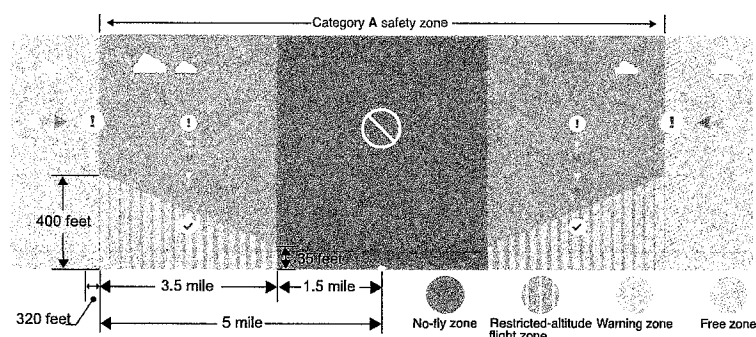 Category A safety zone
!
!
!
!
400 feet
35 feet
3.5 mile
1.5 mile
320 feet
5 mile
No-fly zone
Restricted-altitude flight zone
Warning zone
Free zone